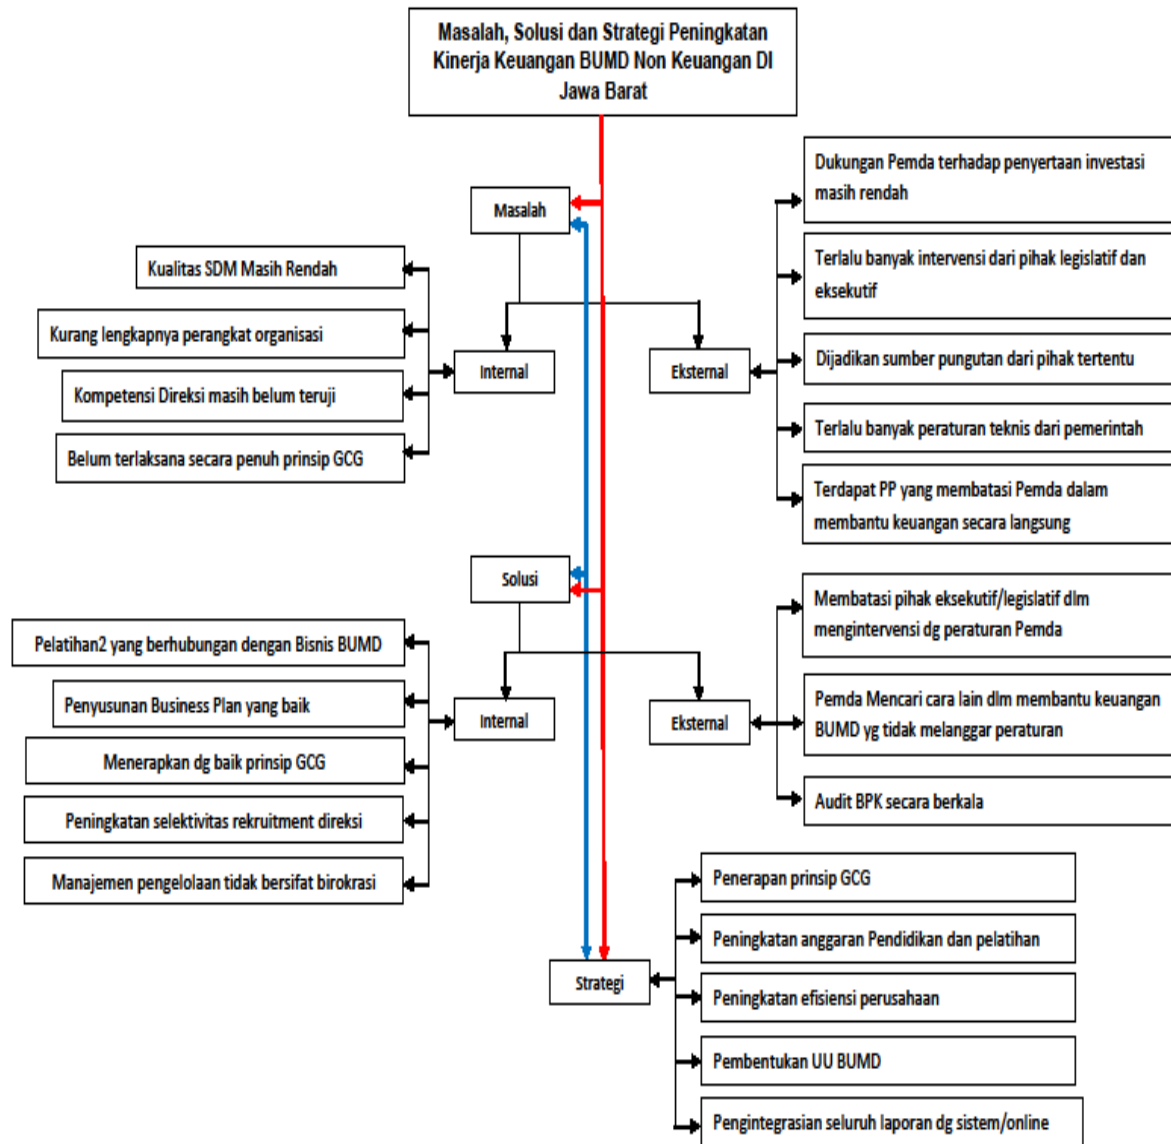 Masalah, Solusi dan Strategi Peningkatan
Kinerja Keuangan BUMD Non Keuangan DI
Jawa Barat
Masalah
Kualitas SDM Masih Rendah
Kurang lengkapnya perangkat organisasi
Kompetensi Direksi masih belum teruji
Belum terlaksana secara penuh prinsip GCG
Internal
Eksternal
Dukungan Pemda terhadap penyertaan investasi
masih rendah
Terlalu banyak intervensi dari pihak legislatif dan
eksekutif
Dijadikan sumber pungutan dari pihak tertentu
Terlalu banyak peraturan teknis dari pemerintah
Terdapat PP yang membatasi Pemda dalam
membantu keuangan secara langsung
Solusi
Pelatihan2 yang berhubungan dengan Bisnis BUMD
Penyusunan Business Plan yang baik
Menerapkan dg baik prinsip GCG
Peningkatan selektivitas rekruitment direksi
Manajemen pengelolaan tidak bersifat birokrasi
Internal
Eksternal
Membatasi pihak eksekutif/legislatif dlm
mengintervensi dg peraturan Pemda
Pemda Mencari cara lain dlm membantu keuangan
BUMD yg tidak melanggar peraturan
Audit BPK secara berkala
Strategi
Penerapan prinsip GCG
Peningkatan anggaran Pendidikan dan pelatihan
Peningkatan efisiensi perusahaan
Pembentukan UU BUMD
Pengintegrasian seluruh laporan dg sistem/online